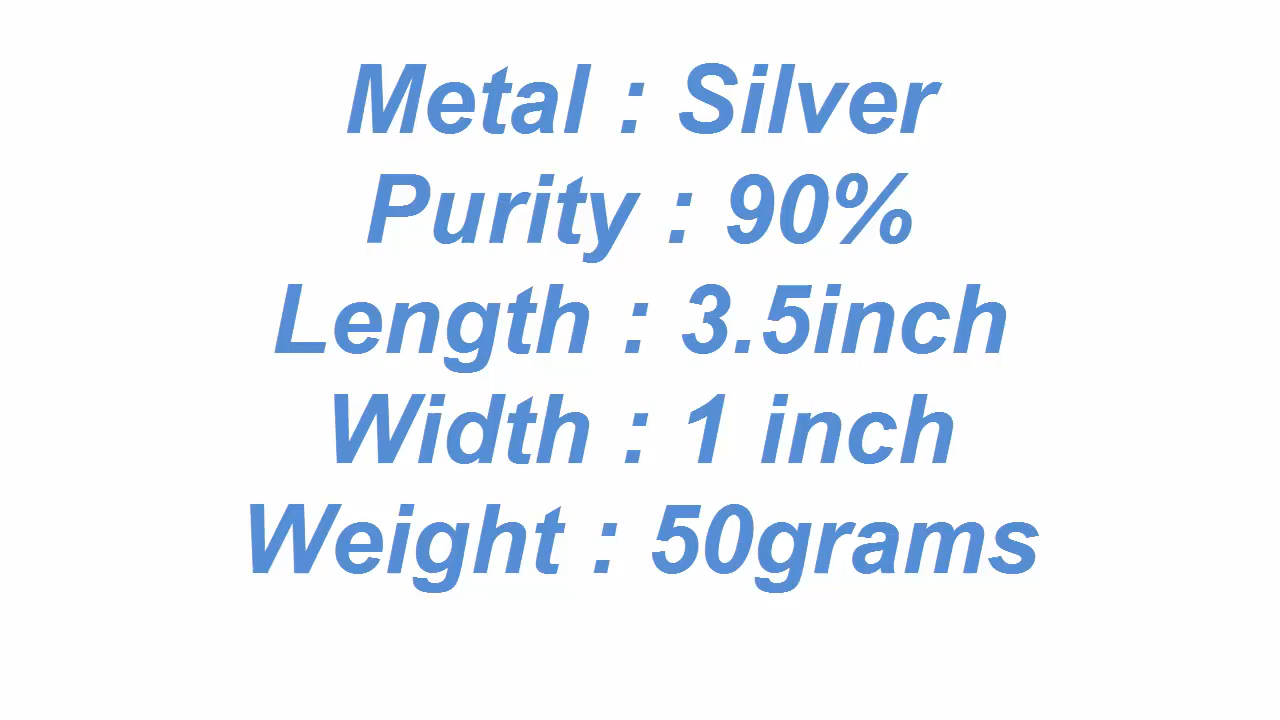 Metal : Silver
Purity : 90%
Length : 3.5inch
Width : 1 inch
Weight : 50grams